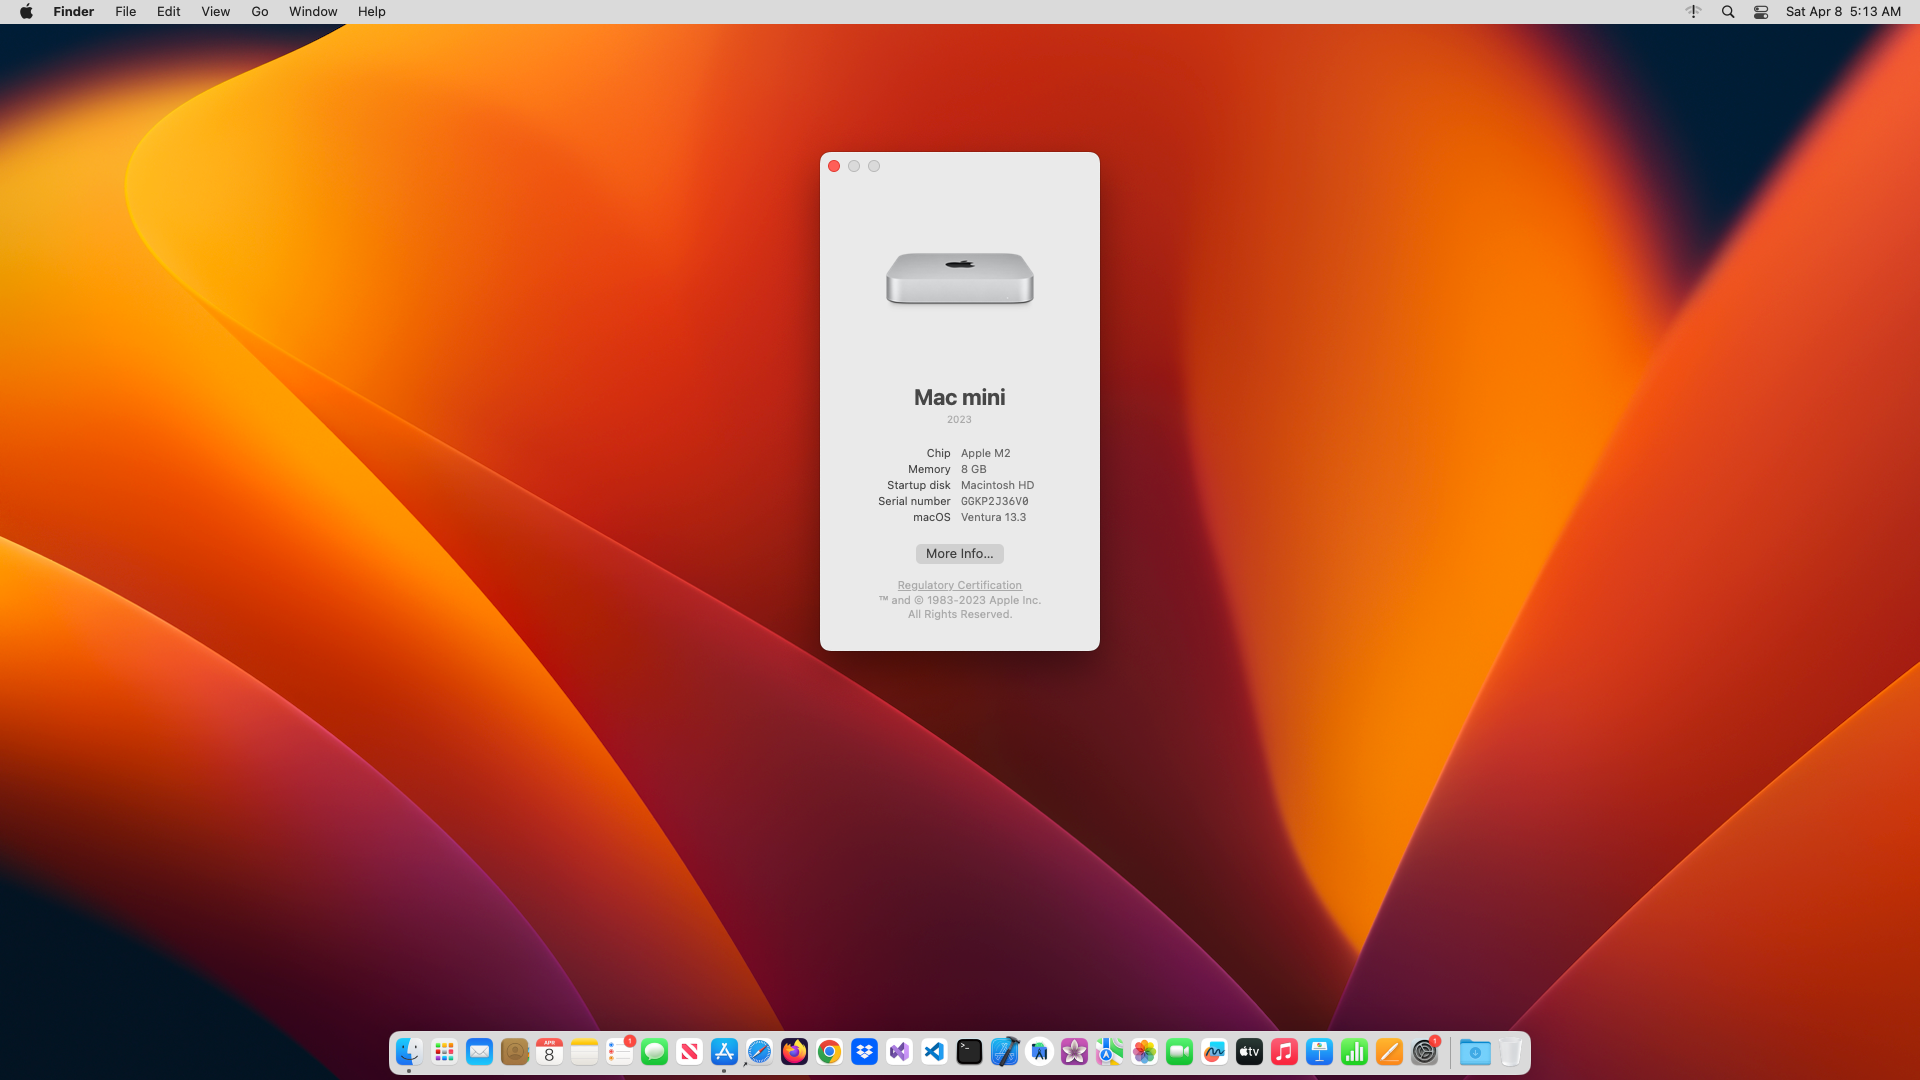 Finder File Edit View Go Window Help Sat Apr 8 5:13 AM
Mac mini
2023
Chip Apple M2
Memory 8 GB
Startup disk Macintosh HD
Serial number GGKP2J36V0
macOS Ventura 13.3
More Info...
Regulatory Certification
™ and © 1983-2023 Apple Inc.
All Rights Reserved.
APR
8
1
tv
1